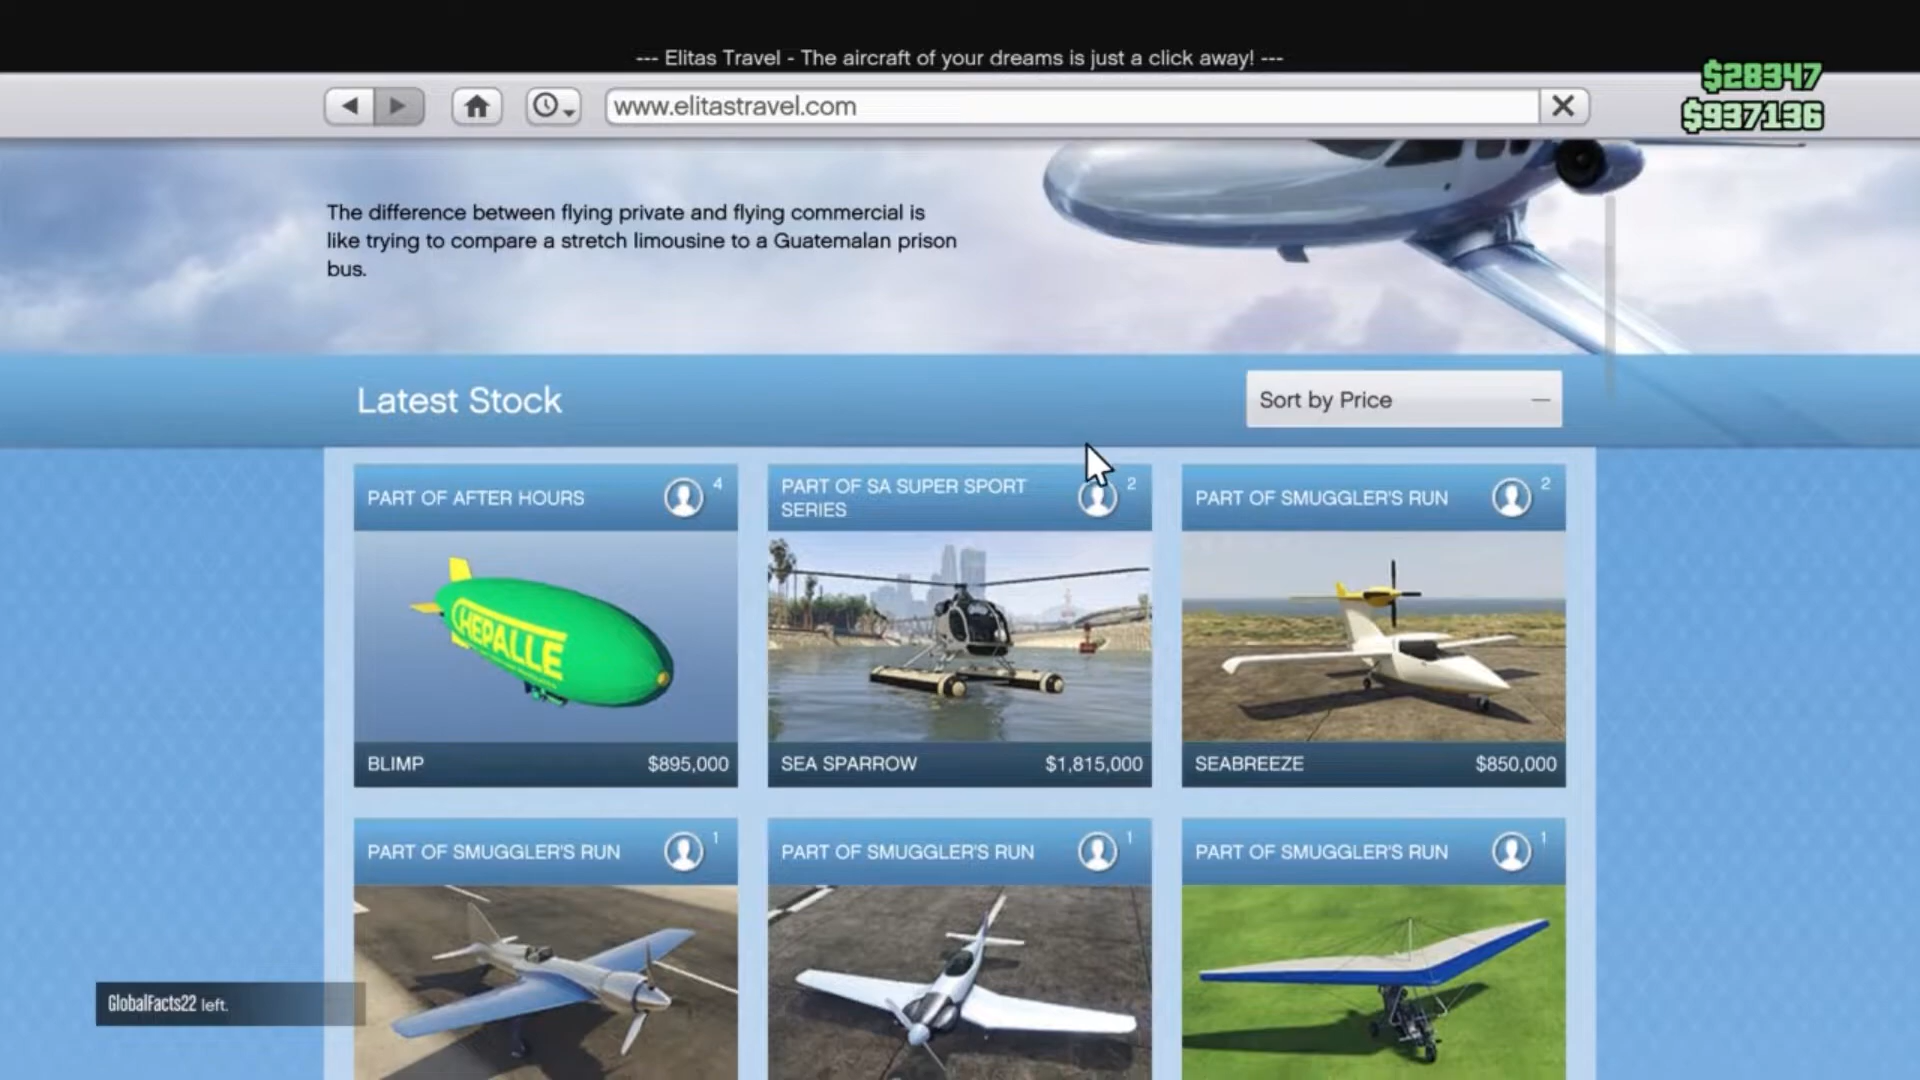 --- Elitas Travel - The aircraft of your dreams is just a click away! ---
$28347
www.elitastravel.com
$937136
The difference between flying private and flying commercial is
like trying to compare a stretch limousine to a Guatemalan prison
bus.
Latest Stock
Sort by Price
PART OF AFTER HOURS 4
PART OF SA SUPER SPORT
SERIES 2
PART OF SMUGGLER'S RUN 2
HEPALLE
BLIMP $895,000
SEA SPARROW $1,815,000
SEABREEZE $850,000
PART OF SMUGGLER'S RUN 1
PART OF SMUGGLER'S RUN 1
PART OF SMUGGLER'S RUN 1
GlobalFacts22 left.